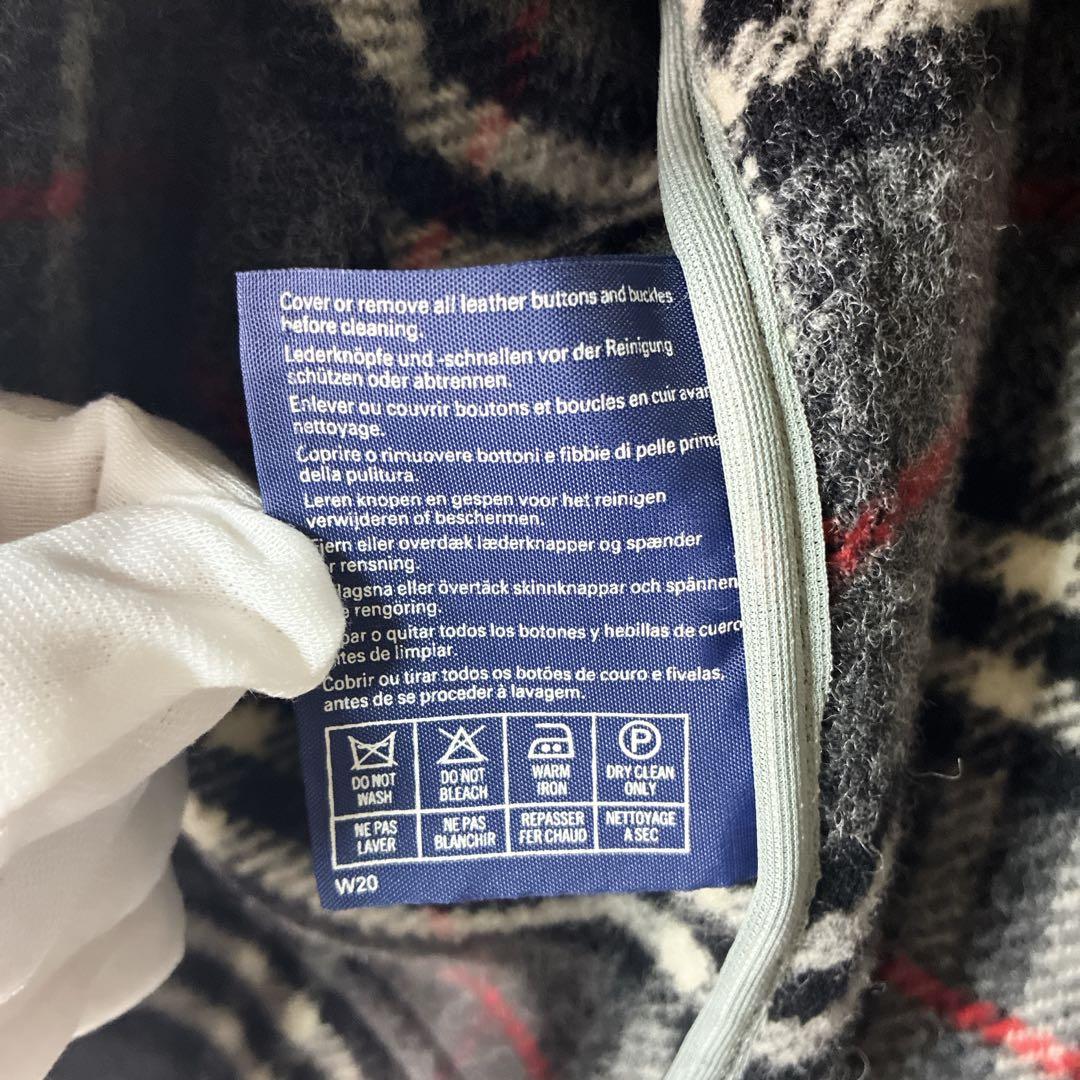 Cover or remove all leather buttons and buckles
before cleaning.
Lederknöpfe und -schnallen vor der Reinigung
schützen oder abtrennen.
Enlever ou couvrir boutons et boucles en cuir avan
nettoyage.
Coprire o rimuovere bottoni e fibbie di pelle prima
della pulitura.
Leren knopen en gespen voor het reinigen
verwijderen of beschermen.
Fjern eller overdæk læderknapper og spænder
rensning.
lagsna eller övertäck skinnknappar och spännen
rengöring.
o quitar todos los botones y hebillas de cuero
de limpiar.
Cobrir ou tirar todos os botões de couro e fivelas,
antes de se proceder à lavagem.
P
DO NOT WASH
DO NOT BLEACH
WARM IRON
DRY CLEAN ONLY
NE PAS LAVER
NE PAS BLANCHIR
REPASSER FER CHAUD
NETTOYAGE A SEC
W20